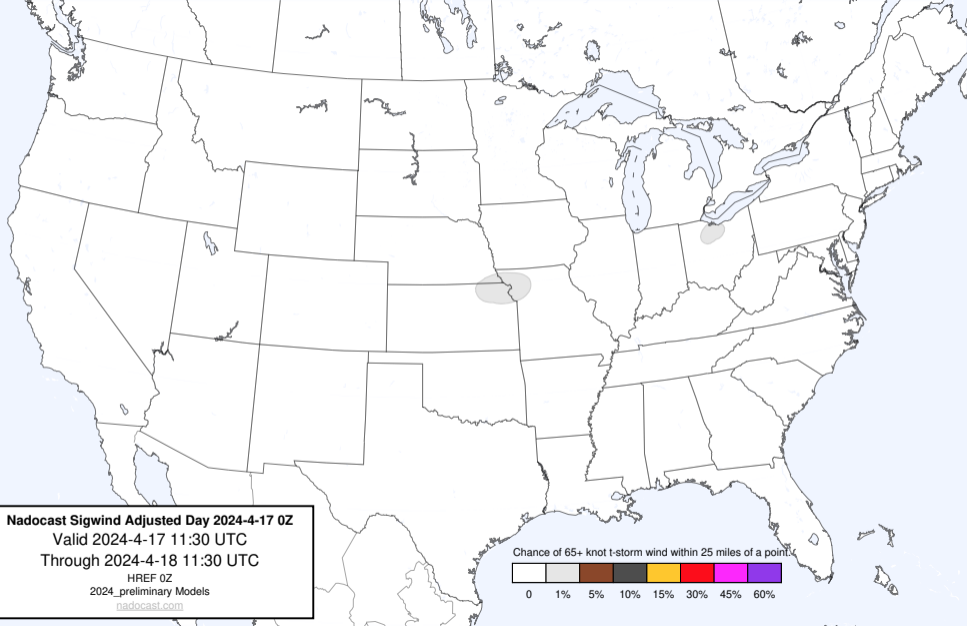 Nadocast Sigwind Adjusted Day 2024-4-17 0Z
Valid 2024-4-17 11:30 UTC
Through 2024-4-18 11:30 UTC
HREF 0Z
2024_preliminary Models
nadocast.com
Chance of 65+ knot t-storm wind within 25 miles of a point.
0 1% 5% 10% 15% 30% 45% 60%